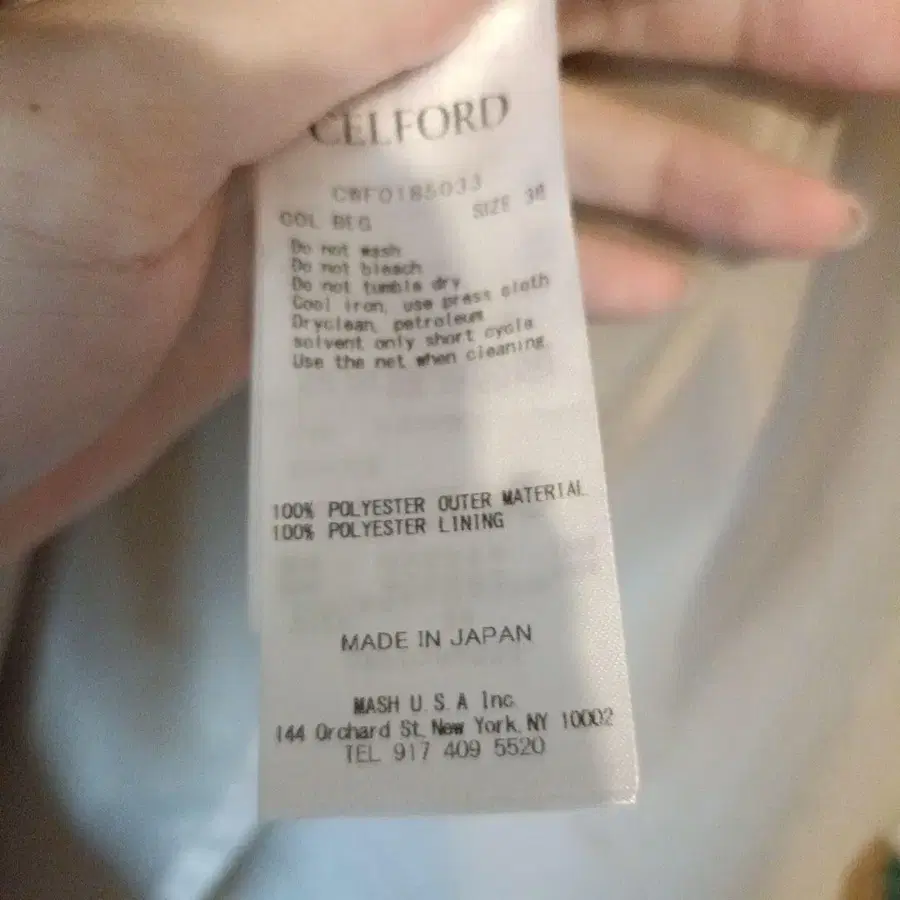 CELFORD
CWFO185033
COL BEG SIZE 36
Do not wash
Do not bleach
Do not tumble dry
Cool iron, use press cloth
Dryclean, petroleum
solvent only short cycle
Use the net when cleaning
100% POLYESTER OUTER MATERIAL
100% POLYESTER LINING
MADE IN JAPAN
MASH U.S.A Inc.
144 Orchard St, New York, NY 10002
TEL 917 409 5520